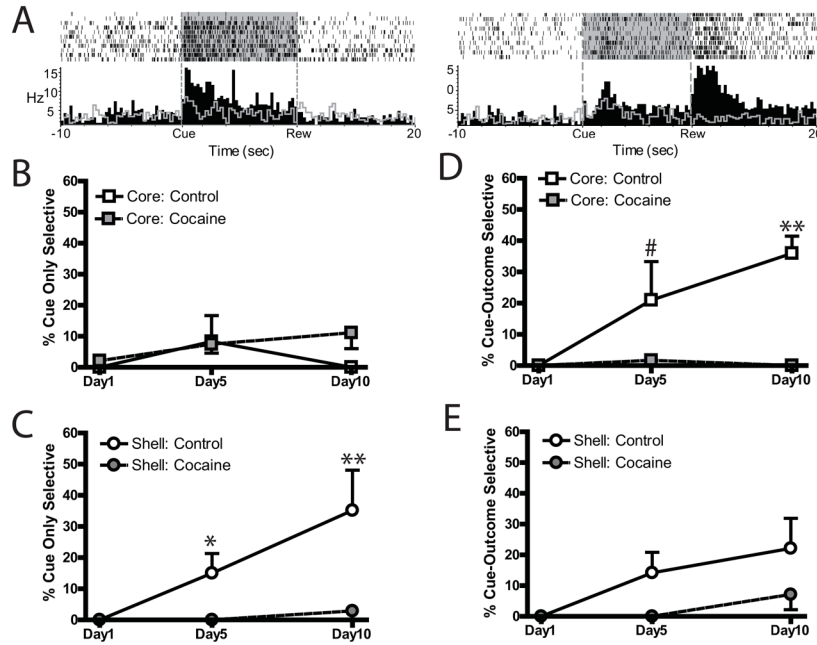 A
Hz
15
10
5
-10
Cue
Rew
20
Time (sec)
5
0
5
-10
Cue
Rew
20
Time (sec)
B
% Cue Only Selective
60
50
40
30
20
10
0
Core: Control
Core: Cocaine
Day1
Day5
Day10
D
% Cue-Outcome Selective
60
50
40
30
20
10
0
Core: Control
Core: Cocaine
#
**
Day1
Day5
Day10
C
% Cue Only Selective
60
50
40
30
20
10
0
Shell: Control
Shell: Cocaine
*
**
Day1
Day5
Day10
E
% Cue-Outcome Selective
60
50
40
30
20
10
0
Shell: Control
Shell: Cocaine
Day1
Day5
Day10